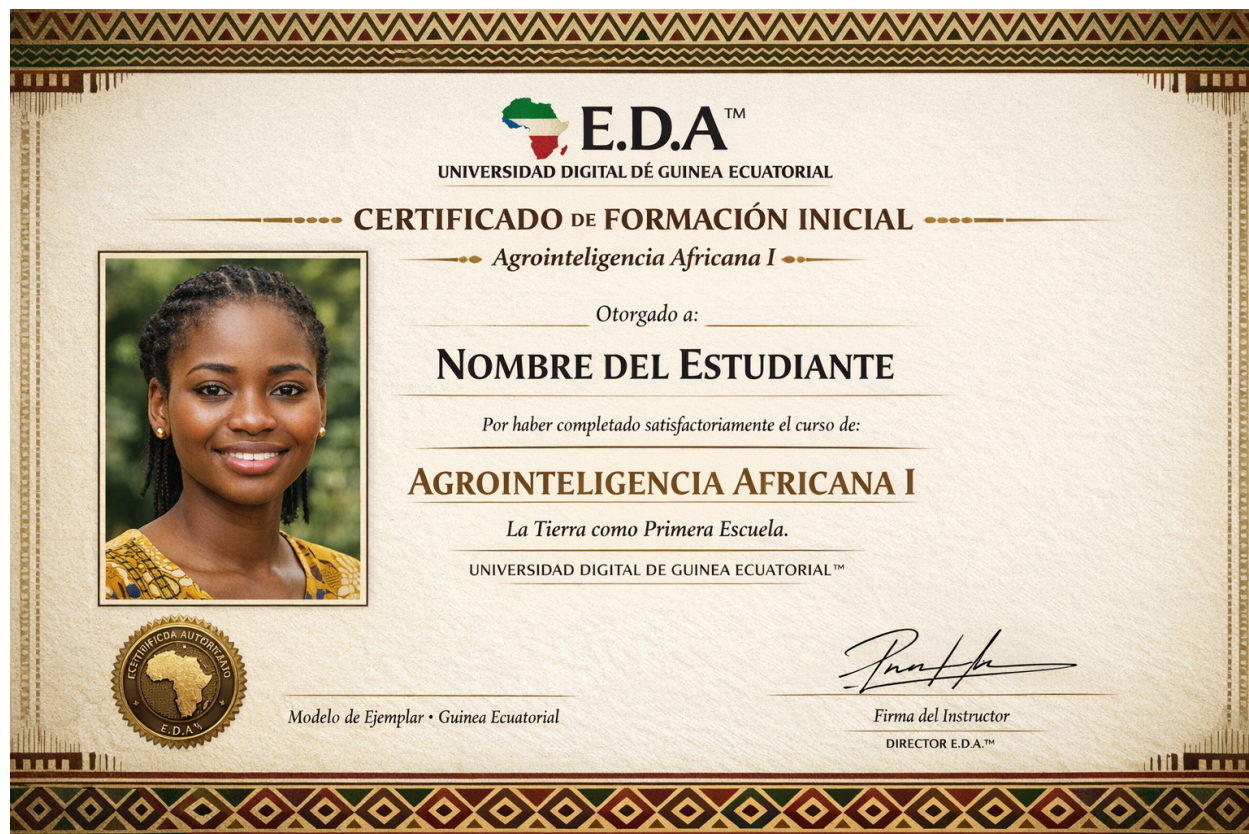 E.D.A™
UNIVERSIDAD DIGITAL DÉ GUINEA ECUATORIAL
CERTIFICADO DE FORMACIÓN INICIAL
Agrointeligencia Africana I
Otorgado a:
NOMBRE DEL ESTUDIANTE
Por haber completado satisfactoriamente el curso de:
AGROINTELIGENCIA AFRICANA I
La Tierra como Primera Escuela.
UNIVERSIDAD DIGITAL DE GUINEA ECUATORIAL™
E.D.A
Modelo de Ejemplar • Guinea Ecuatorial
Firma del Instructor
DIRECTOR E.D.A.™